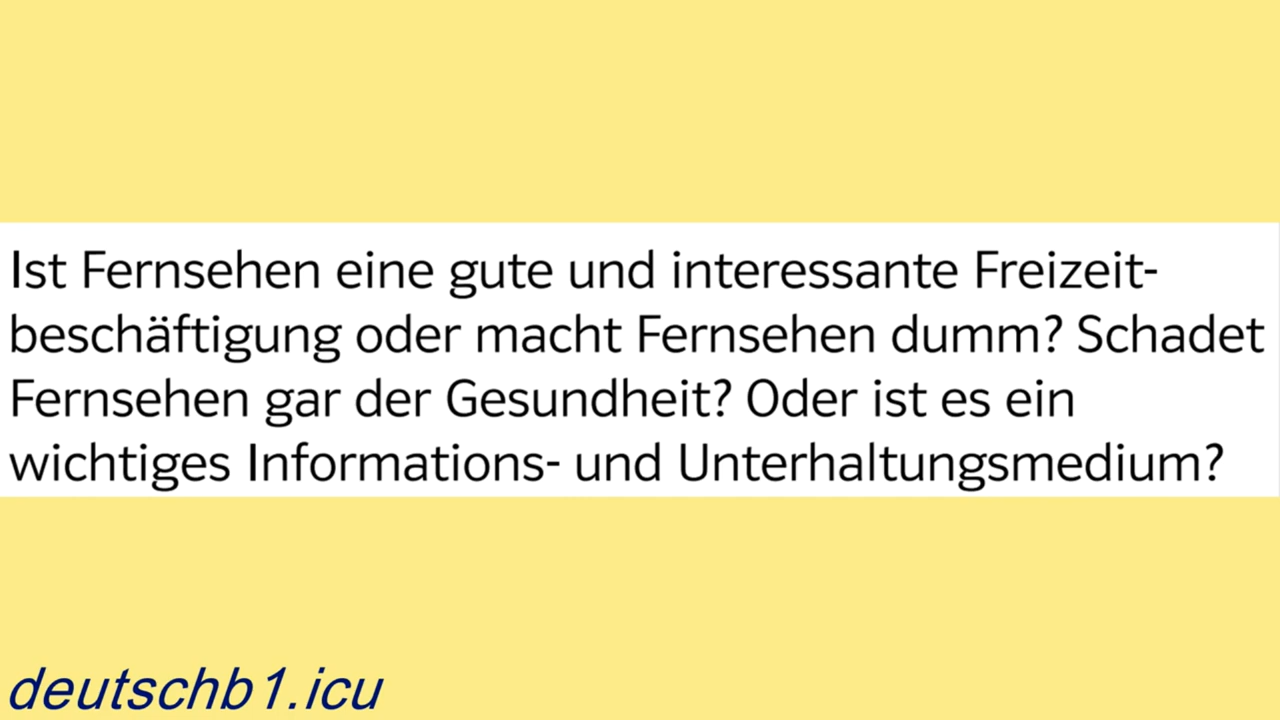 Ist Fernsehen eine gute und interessante Freizeit-
beschäftigung oder macht Fernsehen dumm? Schadet
Fernsehen gar der Gesundheit? Oder ist es ein
wichtiges Informations- und Unterhaltungsmedium?
deutschb1.icu